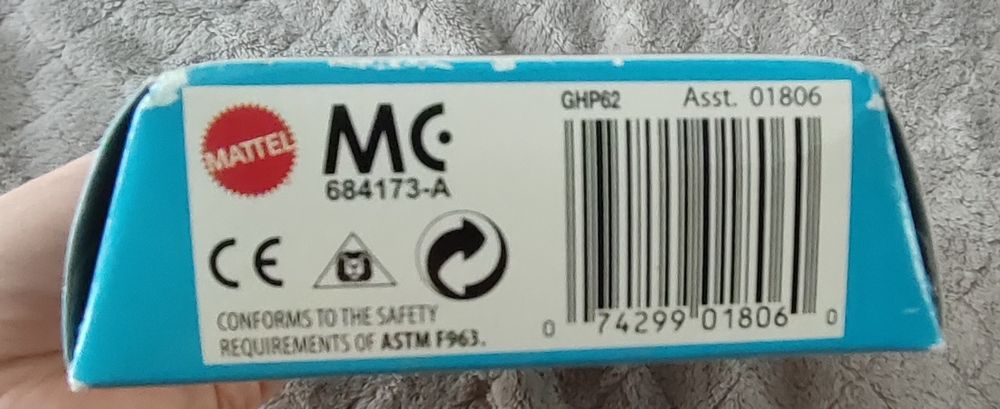 MATTEL
MC
684173-A
CE
CONFORMS TO THE SAFETY
REQUIREMENTS OF ASTM F963.
GHP62 Asst. 01806
0 74299 01806 0